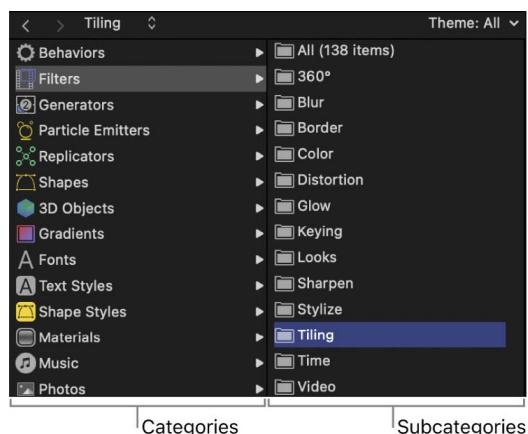 Tiling
Theme: All
Behaviors
Filters
Generators
Particle Emitters
Replicators
Shapes
3D Objects
Gradients
Fonts
Text Styles
Shape Styles
Materials
Music
Photos
All (138 items)
360°
Blur
Border
Color
Distortion
Glow
Keying
Looks
Sharpen
Stylize
Tiling
Time
Video
Categories
Subcategories